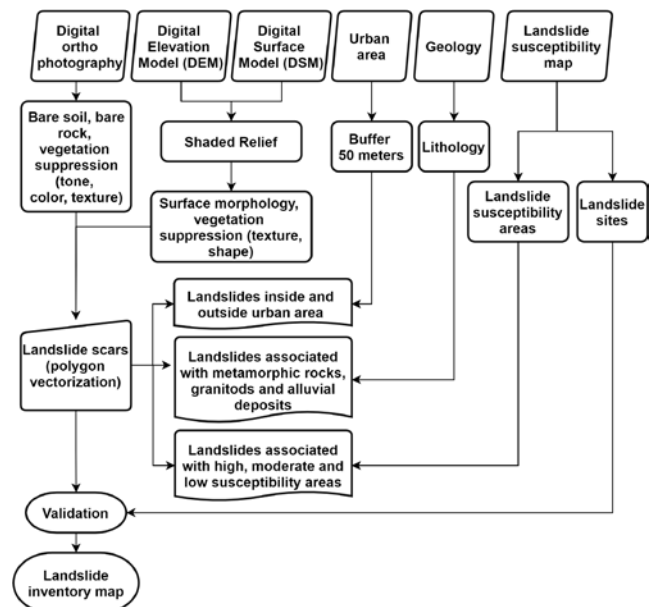 Digital
ortho
photography
Digital
Elevation
Model (DEM)
Digital
Surface
Model (DSM)
Urban
area
Geology
Landslide
susceptibility
map
Bare soil, bare
rock,
vegetation
suppression
(tone,
color, texture)
Shaded Relief
Buffer
50 meters
Lithology
Surface morphology,
vegetation
suppression (texture,
shape)
Landslide
susceptibility
areas
Landslide
sites
Landslides inside and
outside urban area
Landslide scars
(polygon
vectorization)
Landslides associated
with metamorphic rocks,
granitods and alluvial
deposits
Landslides associated
with high, moderate and
low susceptibility areas
Validation
Landslide
inventory map